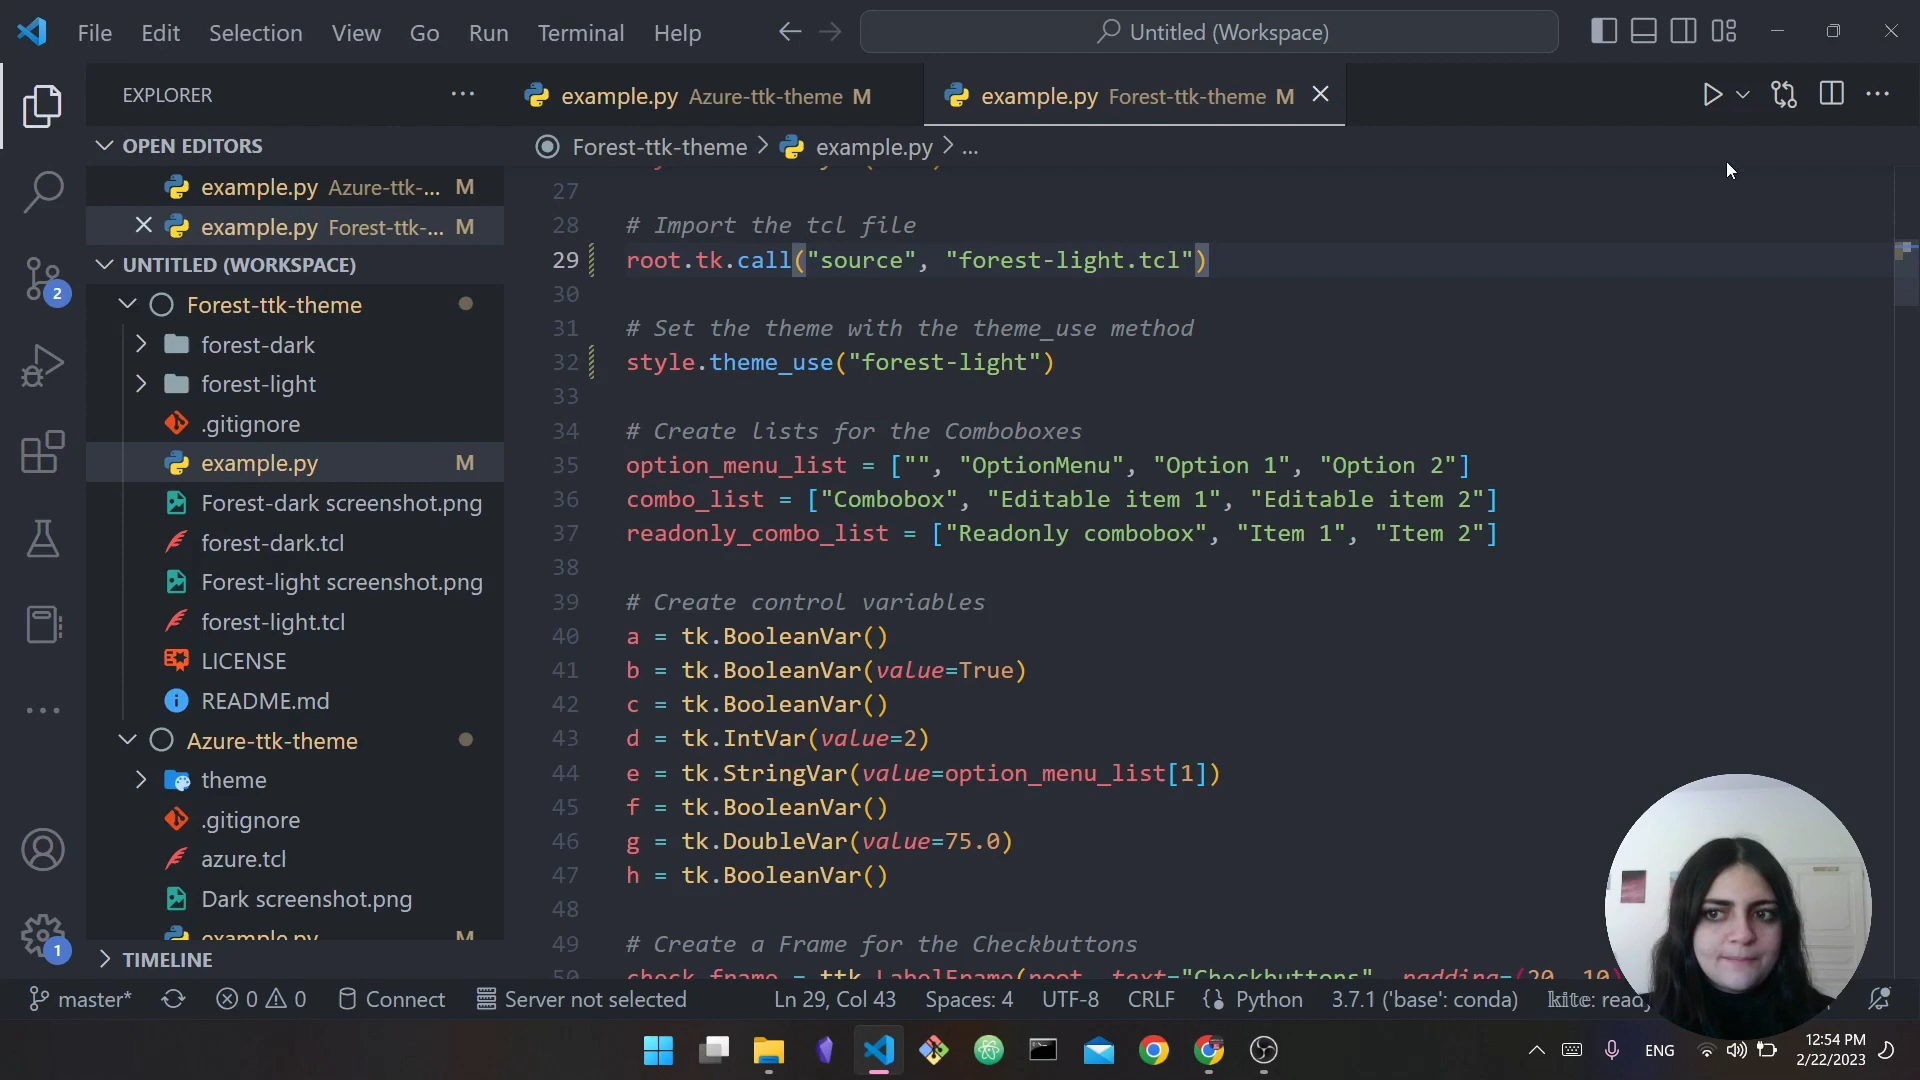 File Edit Selection View Go Run Terminal Help
Untitled (Workspace)
EXPLORER
example.py Azure-ttk-theme M
example.py Forest-ttk-theme M
OPEN EDITORS
Forest-ttk-theme > example.py > ...
example.py Azure-ttk-... M
example.py Forest-ttk-... M
UNTITLED (WORKSPACE)
Forest-ttk-theme
forest-dark
forest-light
.gitignore
example.py M
Forest-dark screenshot.png
forest-dark.tcl
Forest-light screenshot.png
forest-light.tcl
LICENSE
README.md
Azure-ttk-theme
theme
.gitignore
azure.tcl
Dark screenshot.png
example.py M
TIMELINE
2
1
27
28 # Import the tcl file
29 root.tk.call("source", "forest-light.tcl")
30
31 # Set the theme with the theme_use method
32 style.theme_use("forest-light")
33
34 # Create lists for the Comboboxes
35 option_menu_list = ["", "OptionMenu", "Option 1", "Option 2"]
36 combo_list = ["Combobox", "Editable item 1", "Editable item 2"]
37 readonly_combo_list = ["Readonly combobox", "Item 1", "Item 2"]
38
39 # Create control variables
40 a = tk.BooleanVar()
41 b = tk.BooleanVar(value=True)
42 c = tk.BooleanVar()
43 d = tk.IntVar(value=2)
44 e = tk.StringVar(value=option_menu_list[1])
45 f = tk.BooleanVar()
46 g = tk.DoubleVar(value=75.0)
47 h = tk.BooleanVar()
48
49 # Create a Frame for the Checkbuttons
50 check_frame = ttk.LabelFrame(root, text="Checkbuttons", padding=(20, 10)
master* 0 0 Connect Server not selected Ln 29, Col 43 Spaces: 4 UTF-8 CRLF Python 3.7.1 ('base': conda) kite: ready
ENG
12:54 PM
2/22/2023